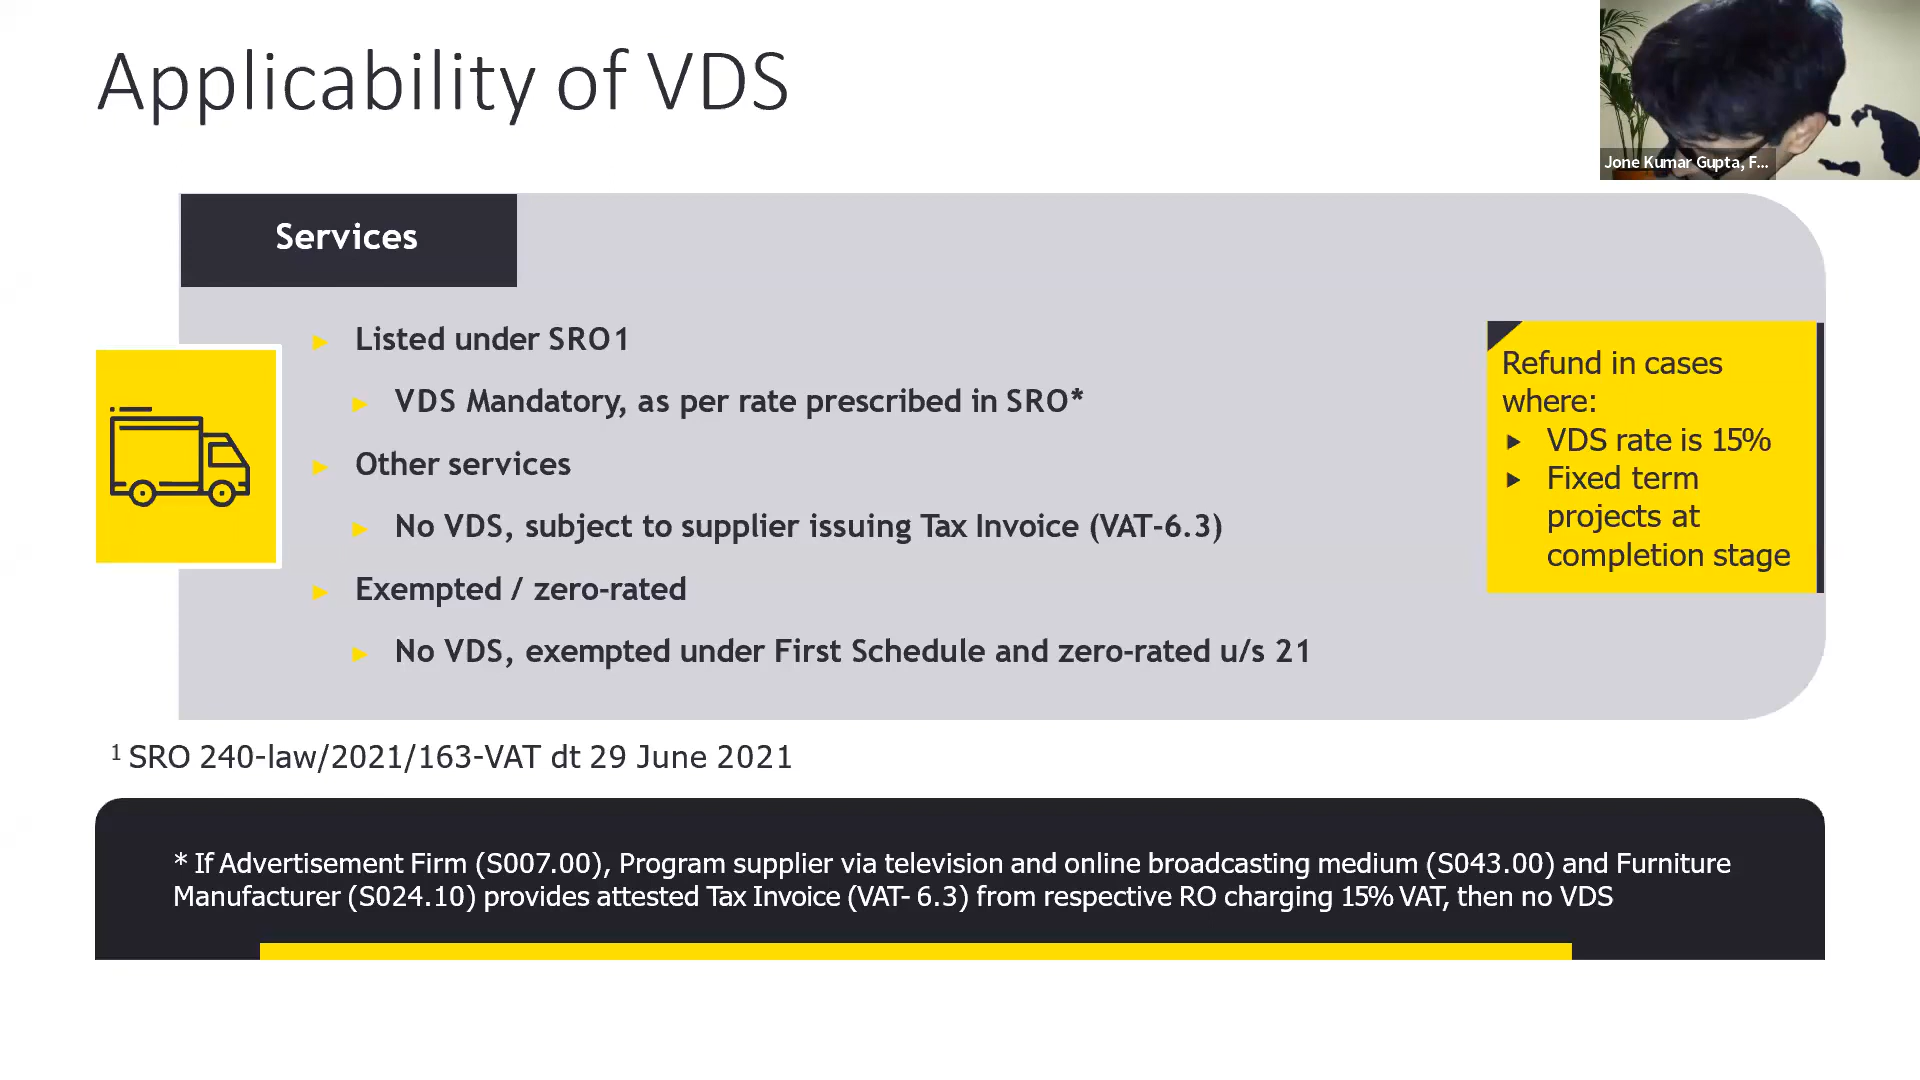 Applicability of VDS
Jone Kumar Gupta, F...
Services
► Listed under SRO1
► VDS Mandatory, as per rate prescribed in SRO*
► Other services
► No VDS, subject to supplier issuing Tax Invoice (VAT-6.3)
► Exempted / zero-rated
► No VDS, exempted under First Schedule and zero-rated u/s 21
Refund in cases
where:
► VDS rate is 15%
► Fixed term
projects at
completion stage
¹ SRO 240-law/2021/163-VAT dt 29 June 2021
* If Advertisement Firm (S007.00), Program supplier via television and online broadcasting medium (S043.00) and Furniture
Manufacturer (S024.10) provides attested Tax Invoice (VAT- 6.3) from respective RO charging 15% VAT, then no VDS